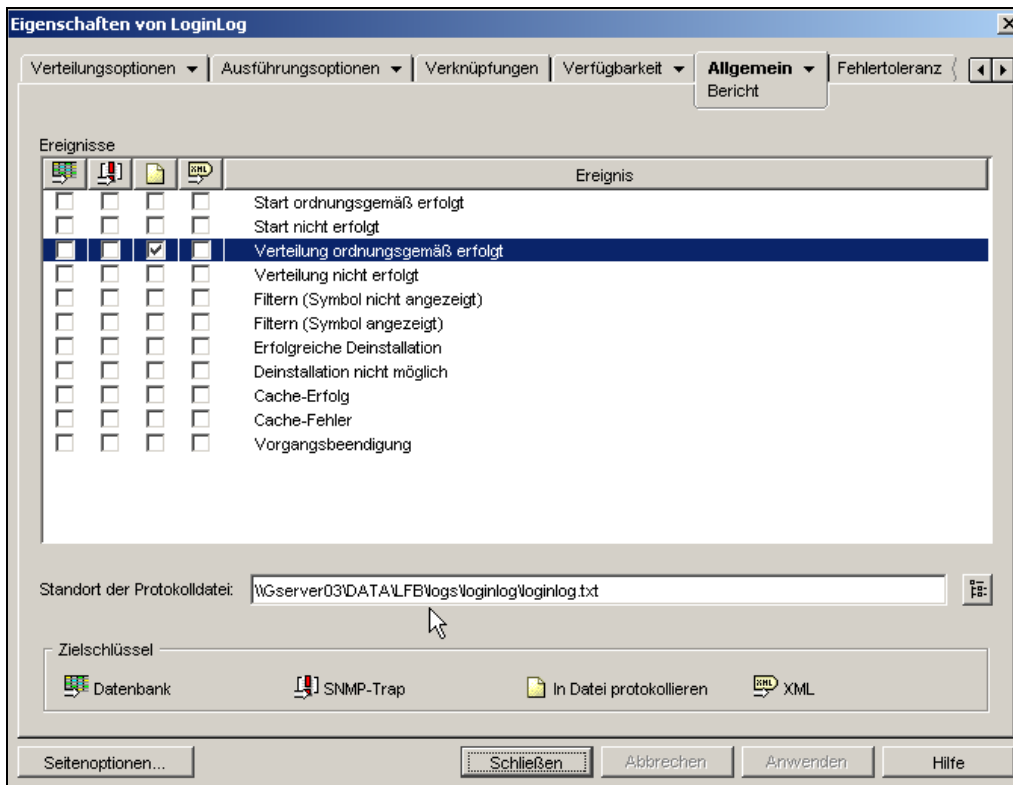 Eigenschaften von LoginLog
Verteilungsoptionen
Ausführungsoptionen
Verknüpfungen
Verfügbarkeit
Allgemein
Bericht
Fehlertoleranz
Ereignisse
XML
Ereignis
Start ordnungsgemäß erfolgt
Start nicht erfolgt
Verteilung ordnungsgemäß erfolgt
Verteilung nicht erfolgt
Filtern (Symbol nicht angezeigt)
Filtern (Symbol angezeigt)
Erfolgreiche Deinstallation
Deinstallation nicht möglich
Cache-Erfolg
Cache-Fehler
Vorgangsbeendigung
Standort der Protokolldatei: \\Gserver03\DATA\LFB\logs\loginlog\loginlog.txt
Zielschlüssel
Datenbank
SNMP-Trap
In Datei protokollieren
XML XML
Seitenoptionen...
Schließen
Abbrechen
Anwenden
Hilfe